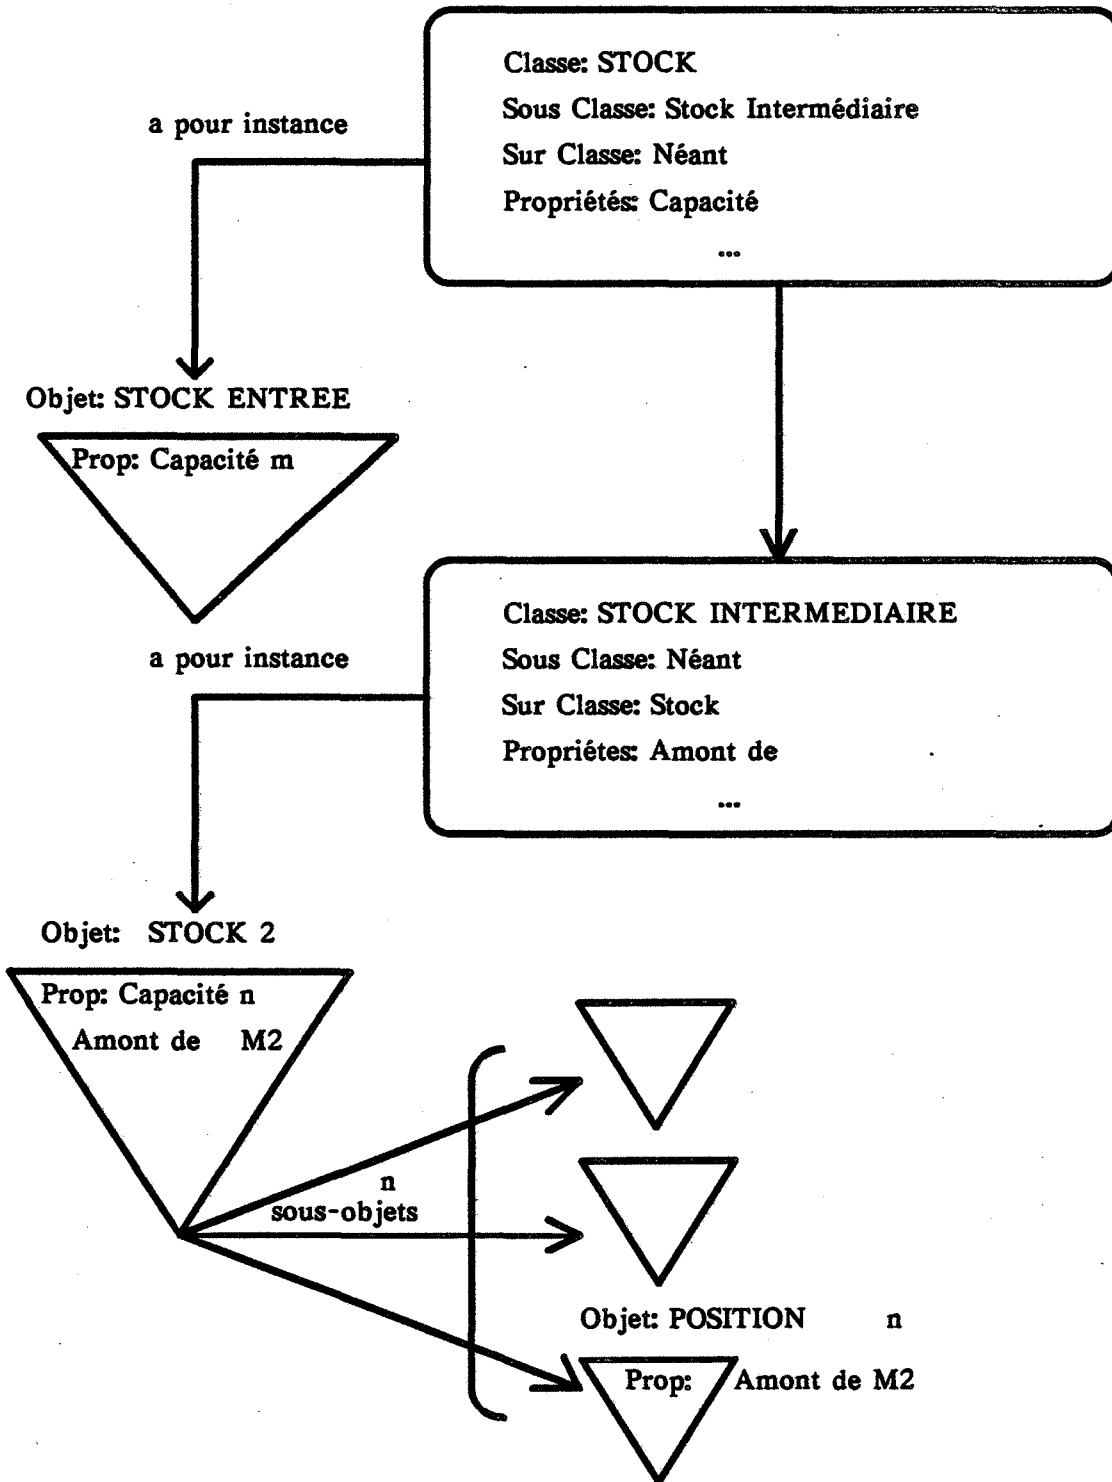 Classe: STOCK
Sous Classe: Stock Intermédiaire
Sur Classe: Néant
Propriétés: Capacité
...
a pour instance
Objet: STOCK ENTREE
Prop: Capacité m
Classe: STOCK INTERMEDIAIRE
Sous Classe: Néant
Sur Classe: Stock
Propriétes: Amont de
...
a pour instance
Objet: STOCK 2
Prop: Capacité n
Amont de M2
n
sous-objets
Objet: POSITION n
Prop: Amont de M2